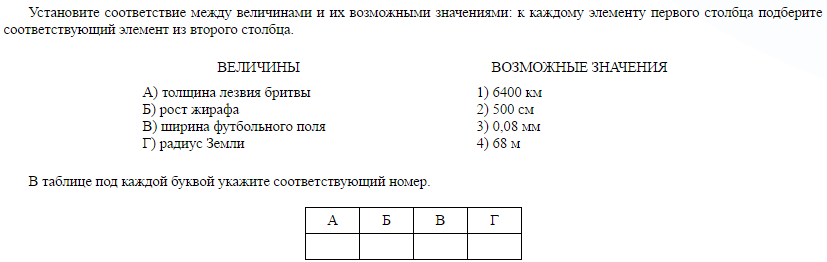 Установите соответствие между величинами и их возможными значениями: к каждому элементу первого столбца подберите
соответствующий элемент из второго столбца.
ВЕЛИЧИНЫ ВОЗМОЖНЫЕ ЗНАЧЕНИЯ
А) толщина лезвия бритвы 1) 6400 км
Б) рост жирафа 2) 500 см
В) ширина футбольного поля 3) 0,08 мм
Г) радиус Земли 4) 68 м
В таблице под каждой буквой укажите соответствующий номер.
А Б В Г